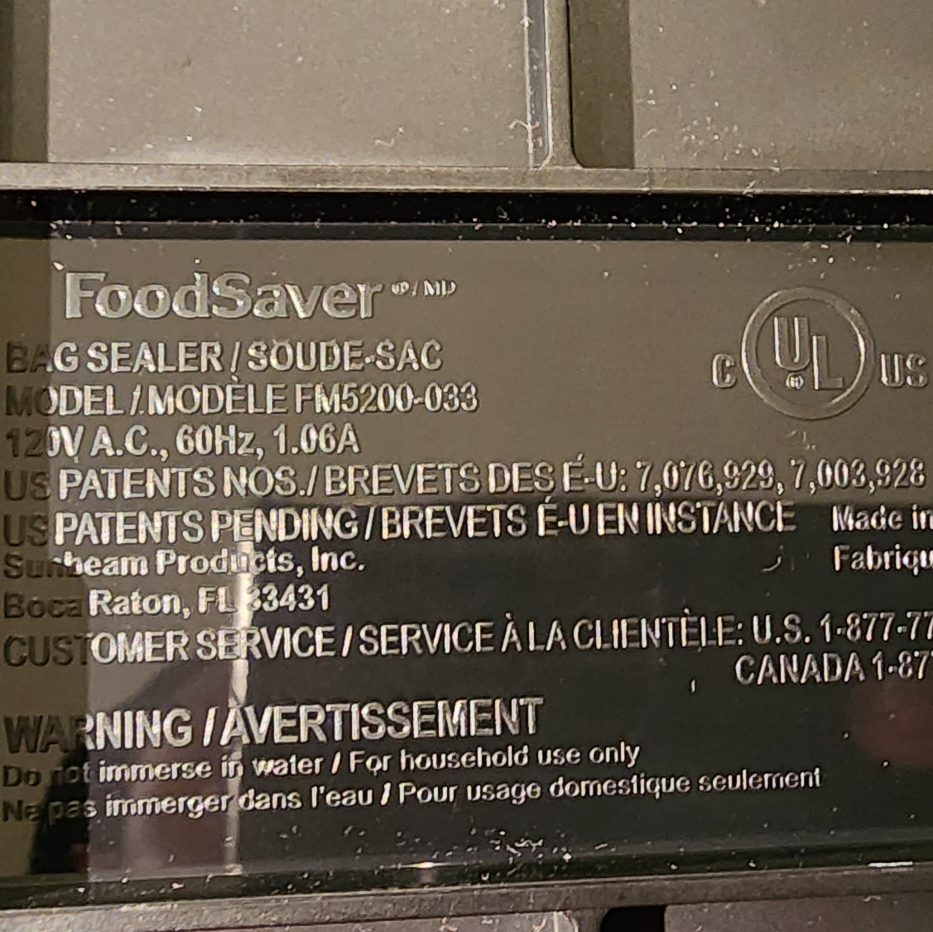 FoodSaver ®/MD
BAG SEALER / SOUDE-SAC
MODEL / MODÈLE FM5200-033
120V A.C., 60Hz, 1.06A
C UL ® US
US PATENTS NOS./ BREVETS DES É-U: 7,076,929, 7,003,928
US PATENTS PENDING / BREVETS É-U EN INSTANCE Made in
Sunbeam Products, Inc. Fabriqu
Boca Raton, FL 33431
CUSTOMER SERVICE / SERVICE À LA CLIENTÈLE: U.S. 1-877-77
CANADA 1-87
WARNING / AVERTISSEMENT
Do not immerse in water / For household use only
Ne pas immerger dans l'eau / Pour usage domestique seulement